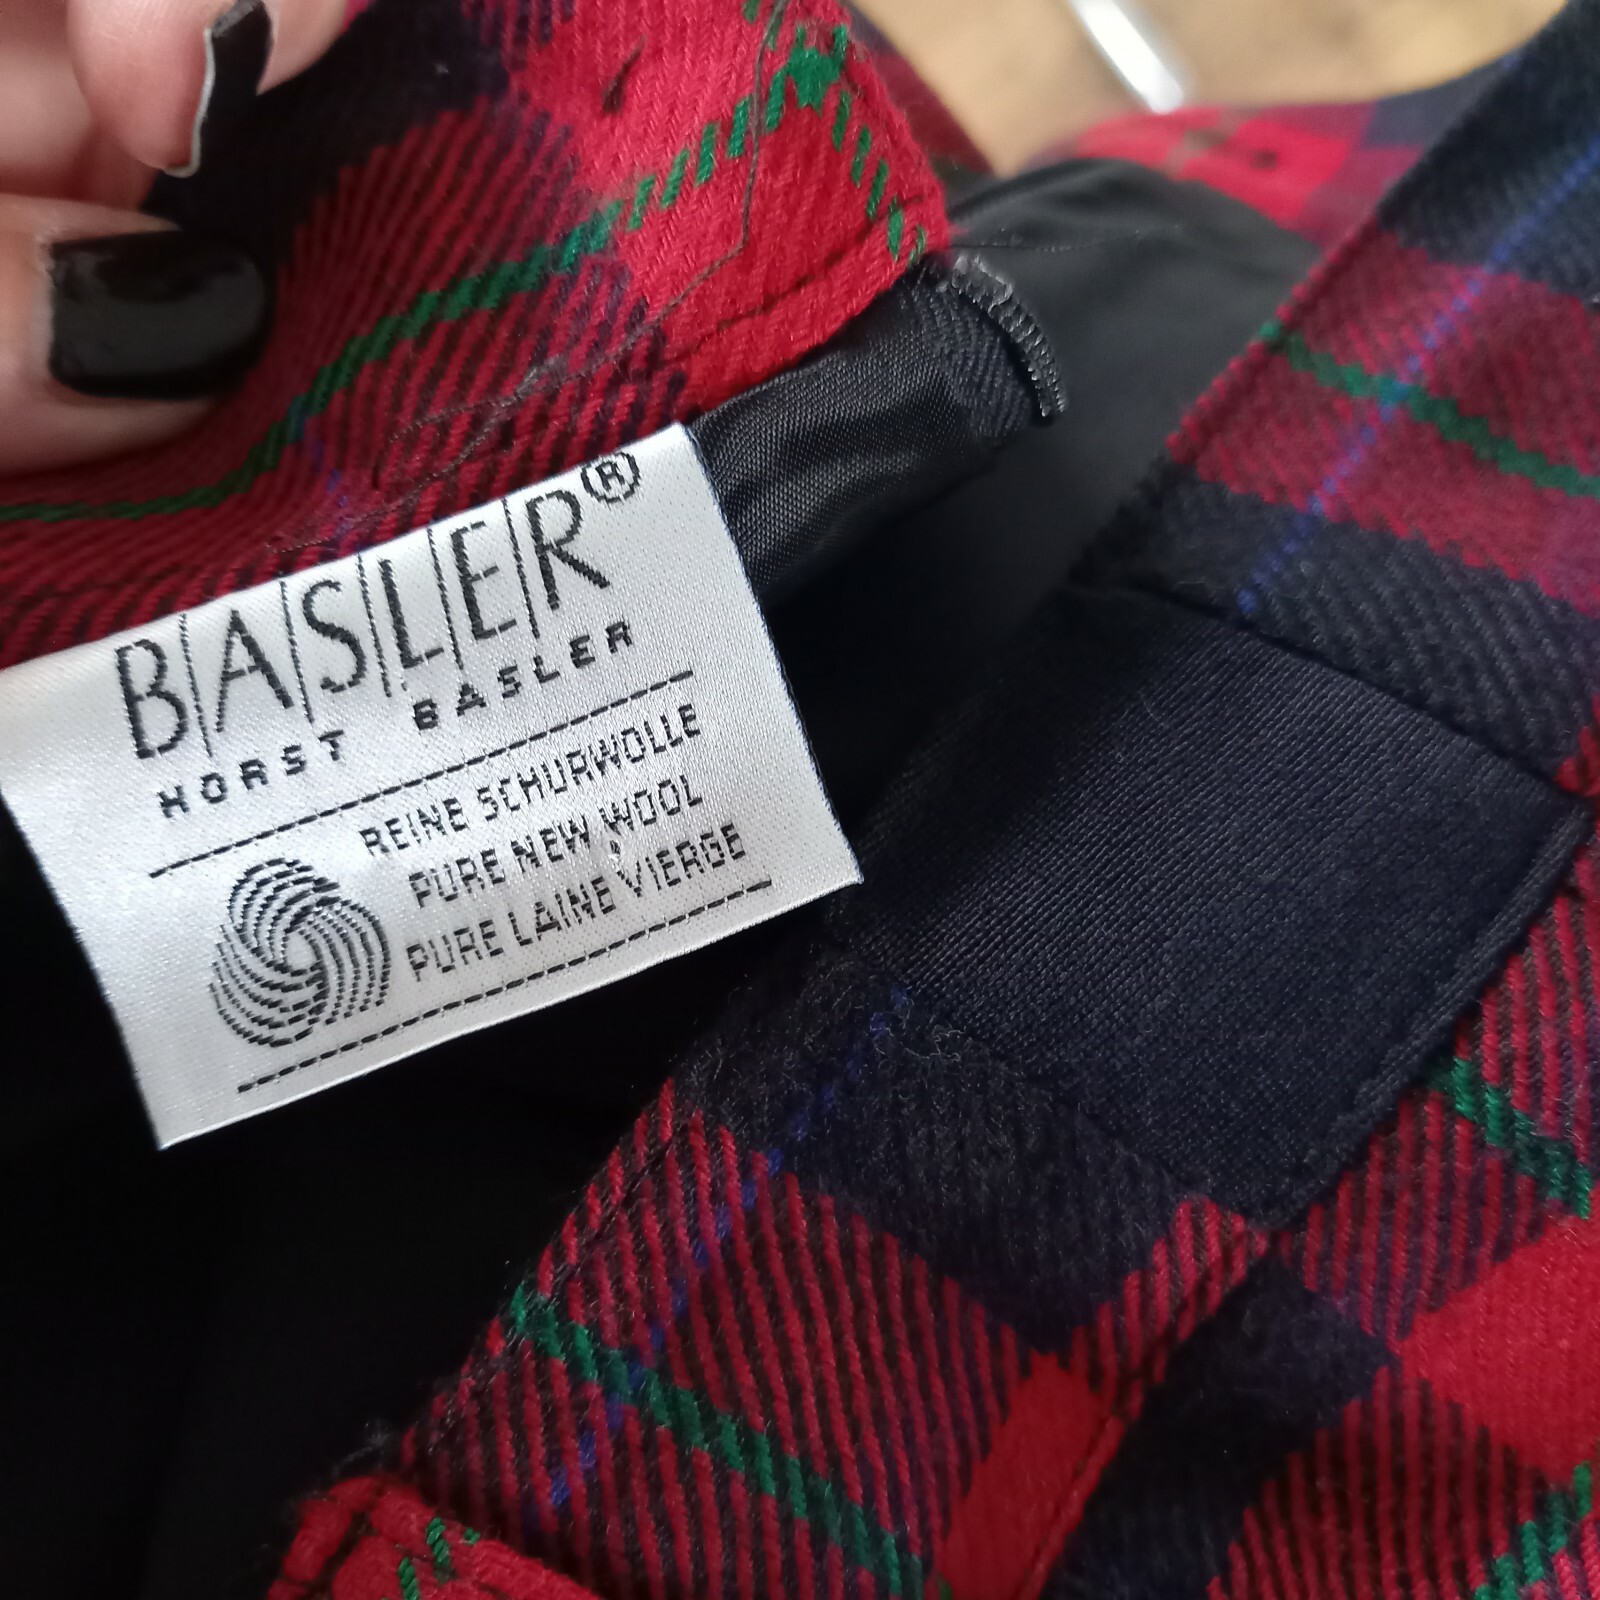 BASLER®
HORST BASLER
REINE SCHURWOLLE
PURE NEW WOOL
PURE LAINE VIERGE